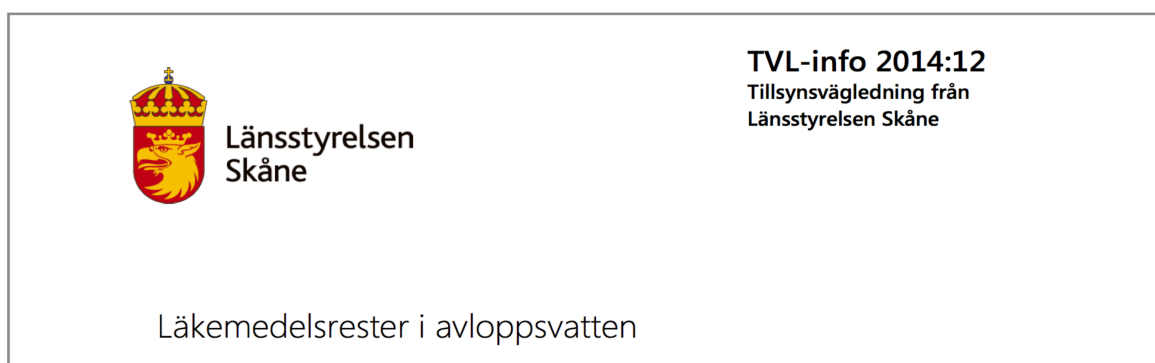 TVL-info 2014:12
Tillsynsvägledning från
Länsstyrelsen Skåne
Länsstyrelsen
Skåne
Läkemedelsrester i avloppsvatten